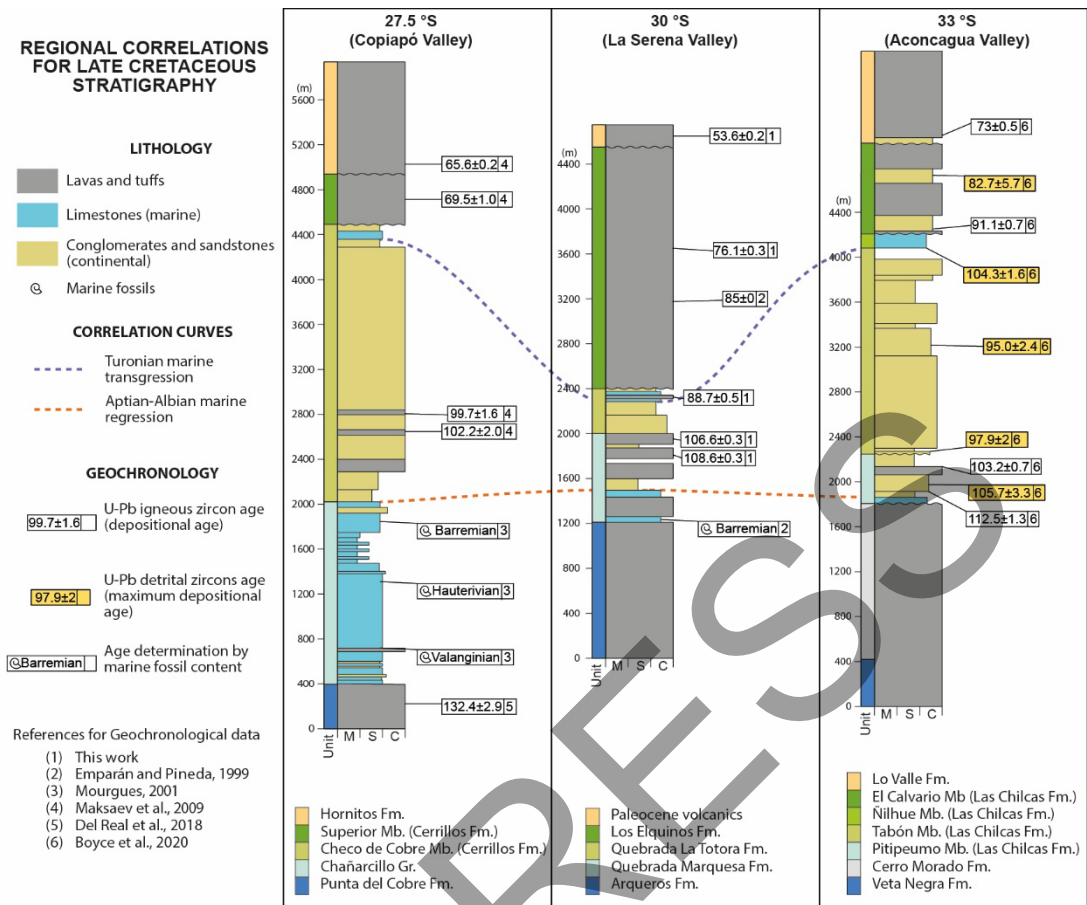 REGIONAL CORRELATIONS
FOR LATE CRETACEOUS
STRATIGRAPHY
LITHOLOGY
Lavas and tuffs
Limestones (marine)
Conglomerates and sandstones
(continental)
Marine fossils
CORRELATION CURVES
Turonian marine
transgression
Aptian-Albian marine
regression
GEOCHRONOLOGY
99.7±1.6
U-Pb igneous zircon age
(depositional age)
97.9±2
U-Pb detrital zircons age
(maximum depositional
age)
Barremian
Age determination by
marine fossil content
References for Geochronological data
(1) This work
(2) Emparán and Pineda, 1999
(3) Mourgues, 2001
(4) Maksaev et al., 2009
(5) Del Real et al., 2018
(6) Boyce et al., 2020
27.5 °S
(Copiapó Valley)
(m)
5600
5200
4800
4400
4000
3600
3200
2800
2400
2000
1600
1200
800
400
0
Unit
M S C
65.6±0.2 4
69.5±1.0 4
99.7±1.6 4
102.2±2.0 4
Barremian 3
Hauterivian 3
Valanginian 3
132.4±2.9 5
Hornitos Fm.
Superior Mb. (Cerrillos Fm.)
Checo de Cobre Mb. (Cerrillos Fm.)
Chañarcillo Gr.
Punta del Cobre Fm.
30 °S
(La Serena Valley)
(m)
4400
4000
3600
3200
2800
2400
2000
1600
1200
800
400
0
Unit
M S C
53.6±0.2 1
76.1±0.3 1
85±0 2
88.7±0.5 1
106.6±0.3 1
108.6±0.3 1
Barremian 2
Paleocene volcanics
Los Elquinos Fm.
Quebrada La Totora Fm.
Quebrada Marquesa Fm.
Arqueros Fm.
33 °S
(Aconcagua Valley)
(m)
4400
4000
3600
3200
2800
2400
2000
1600
1200
800
400
0
Unit
M S C
73±0.5 6
82.7±5.7 6
91.1±0.7 6
104.3±1.6 6
95.0±2.4 6
97.9±2 6
103.2±0.7 6
105.7±3.3 6
112.5±1.3 6
Lo Valle Fm.
El Calvario Mb (Las Chilcas Fm.)
Ñilhue Mb. (Las Chilcas Fm.)
Tabón Mb. (Las Chilcas Fm.)
Pitipeumo Mb. (Las Chilcas Fm.)
Cerro Morado Fm.
Veta Negra Fm.
RESS